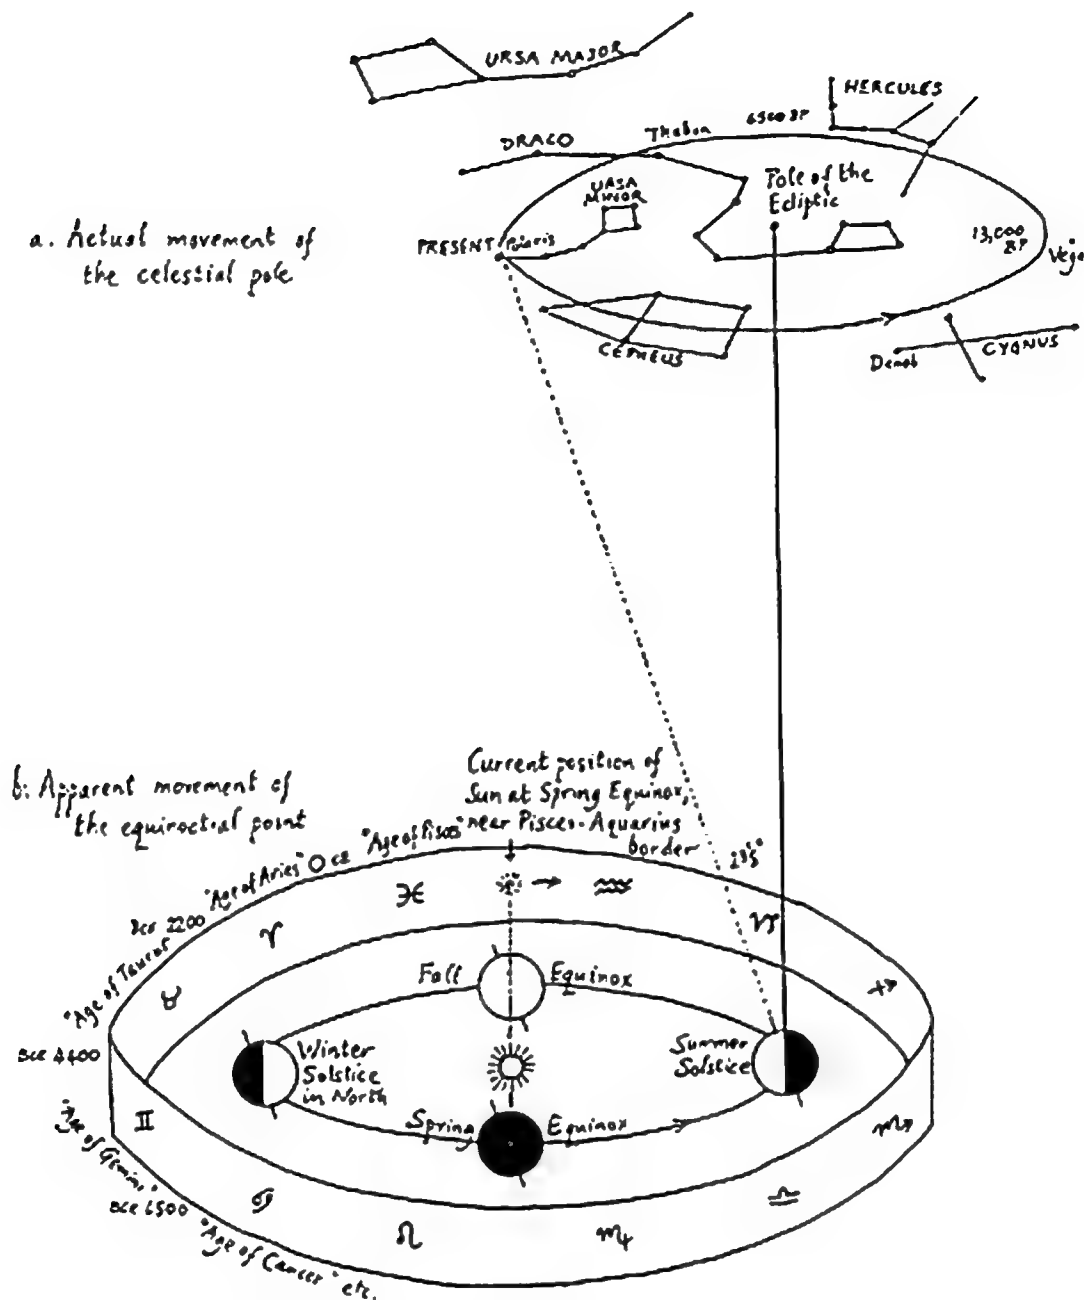 URSA MAJOR
HERCULES
6500 BP
Thuban
DRACO
URSA
MINOR
Pole of the
Ecliptic
a. Actual movement of
the celestial pole
PRESENT
Polaris
13,000
BP
Vega
CEPHEUS
Deneb
CYGNUS
b. Apparent movement of
the equinoctial point
Current position of
Sun at Spring Equinox,
near Pisces-Aquarius
border
23½°
"Age of Pisces"
0 CE
"Age of Aries"
BCE 2200
"Age of Taurus"
BCE 4400
"Age of Gemini"
BCE 6500
"Age of Cancer" etc.
♓ ♒
♈ ♑
♉ ♐
Fall Equinox
Winter
Solstice
in North
Summer
Solstice
Spring Equinox
♊ ♏
♋ ♎
♌ ♍